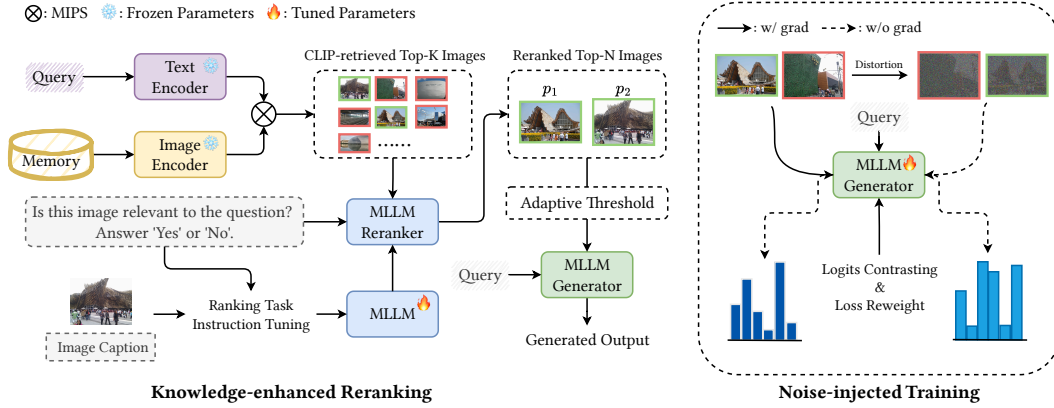 ⊗: MIPS Frozen Parameters Tuned Parameters
CLIP-retrieved Top-K Images
Reranked Top-N Images
Query
Text
Encoder
Memory
Image
Encoder
......
p1
p2
Is this image relevant to the question?
Answer 'Yes' or 'No'.
MLLM
Reranker
Adaptive Threshold
Query
MLLM
Generator
Generated Output
Image Caption
Ranking Task
Instruction Tuning
MLLM
Knowledge-enhanced Reranking
: w/ grad : w/o grad
Distortion
Query
MLLM
Generator
Logits Contrasting
&
Loss Reweight
Noise-injected Training